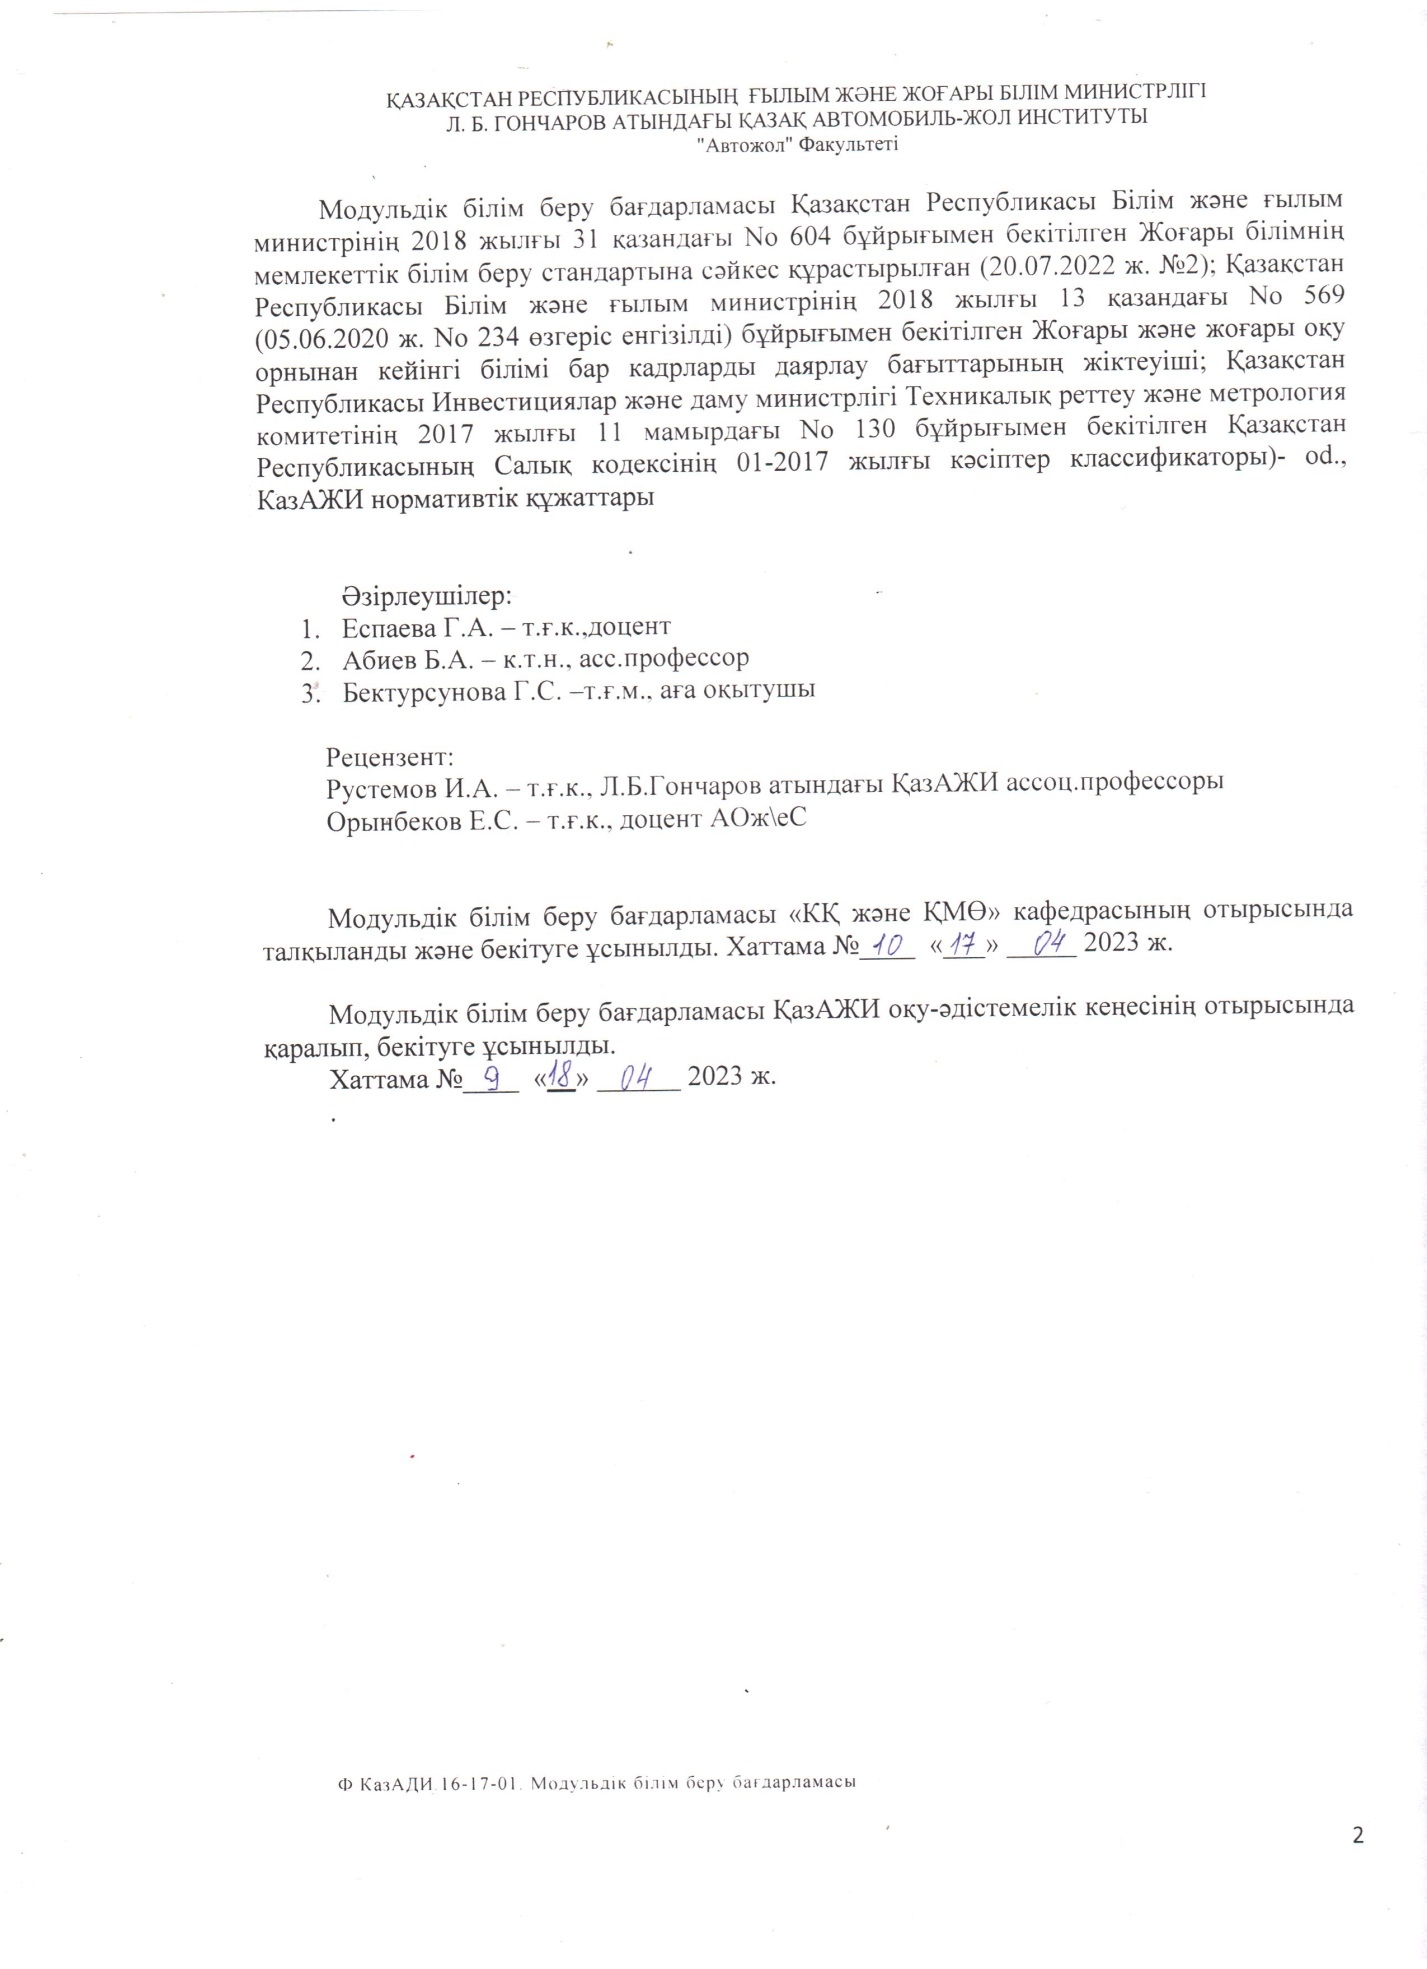 ҚАЗАҚСТАН РЕСПУБЛИКАСЫНЫҢ ҒЫЛЫМ ЖӘНЕ ЖОҒАРЫ БІЛІМ МИНИСТРЛІГІ
Л. Б. ГОНЧАРОВ АТЫНДАҒЫ ҚАЗАҚ АВТОМОБИЛЬ-ЖОЛ ИНСТИТУТЫ
"Автожол" Факультеті
Модульдік білім беру бағдарламасы Қазақстан Республикасы Білім және ғылым
министрінің 2018 жылғы 31 қазандағы No 604 бұйрығымен бекітілген Жоғары білімнің
мемлекеттік білім беру стандартына сәйкес құрастырылған (20.07.2022 ж. №2); Қазақстан
Республикасы Білім және ғылым министрінің 2018 жылғы 13 қазандағы No 569
(05.06.2020 ж. No 234 өзгеріс енгізілді) бұйрығымен бекітілген Жоғары және жоғары оқу
орнынан кейінгі білімі бар кадрларды даярлау бағыттарының жіктеуіші; Қазақстан
Республикасы Инвестициялар және даму министрлігі Техникалық реттеу және метрология
комитетінің 2017 жылғы 11 мамырдағы No 130 бұйрығымен бекітілген Қазақстан
Республикасының Салық кодексінің 01-2017 жылғы кәсіптер классификаторы)- od.,
КазАЖИ нормативтік құжаттары
Әзірлеушілер:
1. Еспаева Г.А. – т.ғ.к.,доцент
2. Абиев Б.А. – к.т.н., асс.профессор
3. Бектурсунова Г.С. –т.ғ.м., аға оқытушы
Рецензент:
Рустемов И.А. – т.ғ.к., Л.Б.Гончаров атындағы ҚазАЖИ ассоц.профессоры
Орынбеков Е.С. – т.ғ.к., доцент АОж\еС
Модульдік білім беру бағдарламасы «КҚ және ҚМӨ» кафедрасының отырысында
талқыланды және бекітуге ұсынылды. Хаттама № 10 «17» 04 2023 ж.
Модульдік білім беру бағдарламасы ҚазАЖИ оқу-әдістемелік кеңесінің отырысында
қаралып, бекітуге ұсынылды.
Хаттама № 9 «18» 04 2023 ж.
Ф КазАДИ 16-17-01. Модульдік білім беру бағдарламасы
2